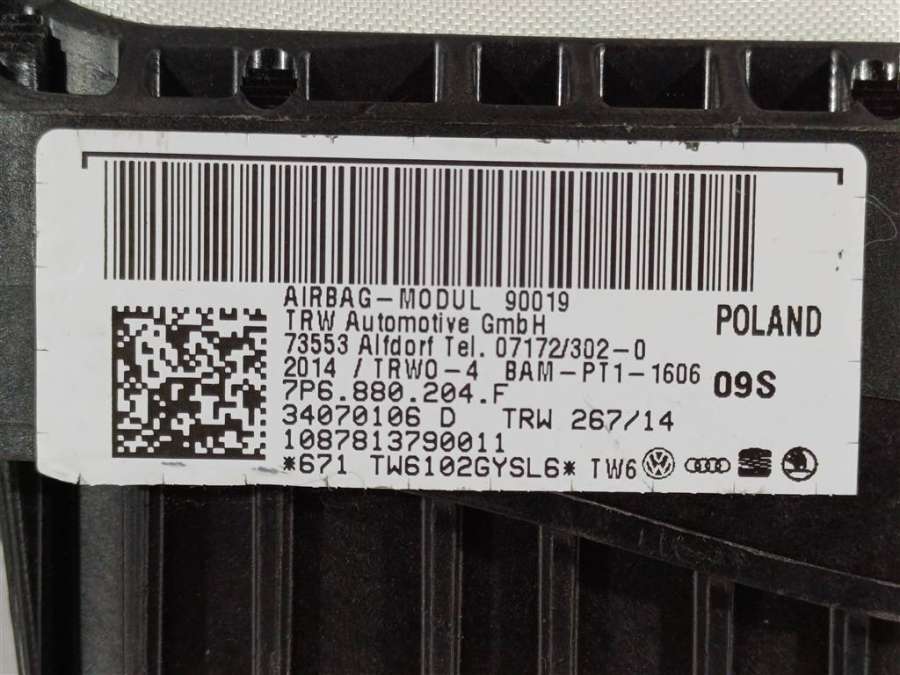 AIRBAG-MODUL 90019
TRW Automotive GmbH
73553 Alfdorf Tel. 07172/302-0
2014 / TRWO-4 BAM-PT1-1606
7P6.880.204.F
34070106 D TRW 267/14
1087813790011
*671 TW6102GYSL6* TW6
POLAND
09S